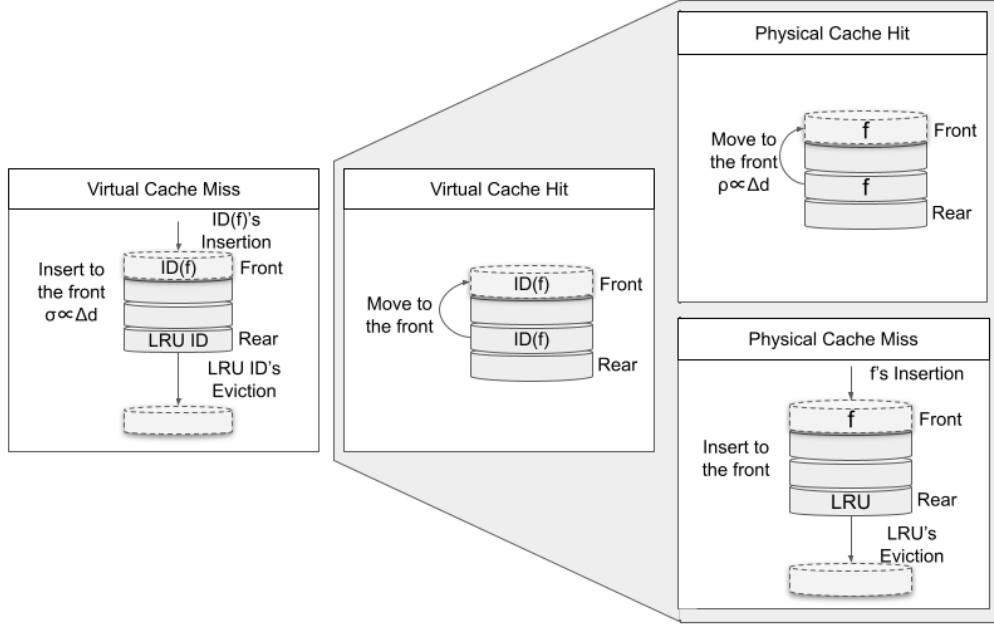 Virtual Cache Miss
ID(f)'s
Insertion
ID(f)
Front
Insert to
the front
σ∝Δd
LRU ID
Rear
LRU ID's
Eviction
Virtual Cache Hit
ID(f)
Front
Move to
the front
ID(f)
Rear
Physical Cache Hit
f
Front
Move to
the front
ρ∝Δd
f
Rear
Physical Cache Miss
f's Insertion
f
Front
Insert to
the front
LRU
Rear
LRU's
Eviction